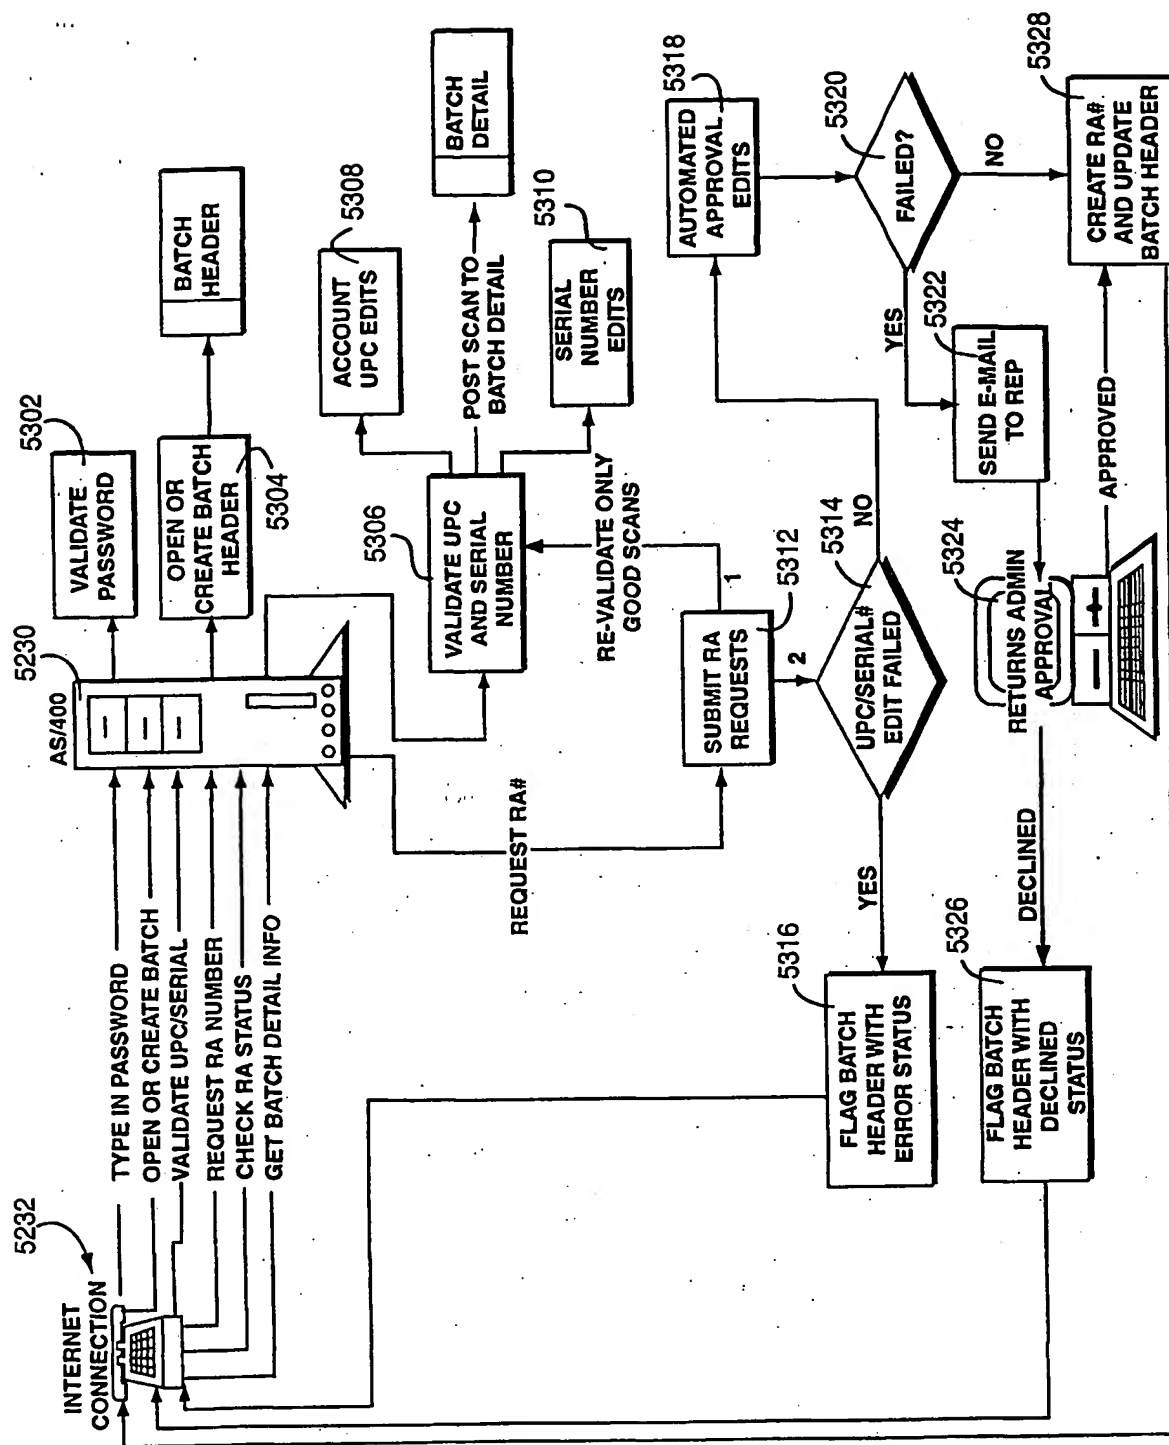 INTERNET
CONNECTION
5232
TYPE IN PASSWORD
OPEN OR CREATE BATCH
VALIDATE UPC/SERIAL
REQUEST RA NUMBER
CHECK RA STATUS
GET BATCH DETAIL INFO
AS/400
5230
VALIDATE
PASSWORD
5302
OPEN OR
CREATE BATCH
HEADER
5304
BATCH
HEADER
VALIDATE UPC
AND SERIAL
NUMBER
5306
ACCOUNT
UPC EDITS
5308
POST SCAN TO
BATCH DETAIL
BATCH
DETAIL
SERIAL
NUMBER
EDITS
5310
RE-VALIDATE ONLY
GOOD SCANS
REQUEST RA#
SUBMIT RA
REQUESTS
5312
1
2
UPC/SERIAL#
EDIT FAILED
5314
YES
NO
FLAG BATCH
HEADER WITH
ERROR STATUS
5316
AUTOMATED
APPROVAL
EDITS
5318
FAILED?
5320
YES
NO
SEND E-MAIL
TO REP
5322
RETURNS ADMIN
APPROVAL
5324
DECLINED
APPROVED
FLAG BATCH
HEADER WITH
DECLINED
STATUS
5326
CREATE RA#
AND UPDATE
BATCH HEADER
5328